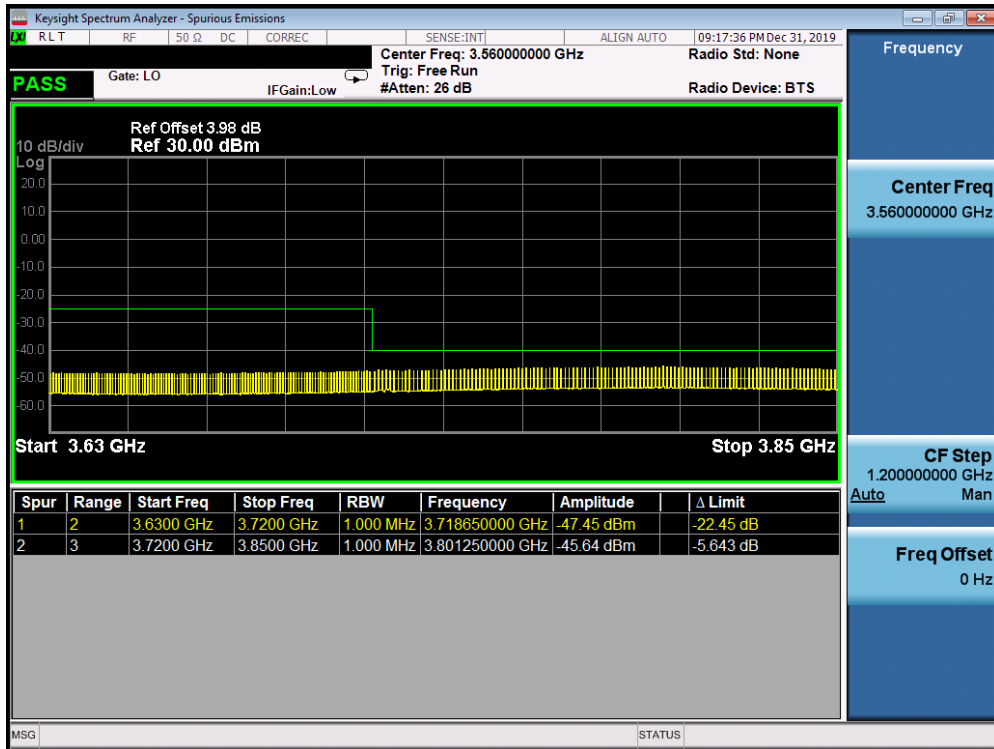 Keysight Spectrum Analyzer - Spurious Emissions
LXI RLT RF 50 Ω DC CORREC SENSE:INT ALIGN AUTO 09:17:36 PM Dec 31, 2019
Center Freq: 3.560000000 GHz Radio Std: None
Trig: Free Run
PASS Gate: LO IFGain:Low #Atten: 26 dB Radio Device: BTS
Ref Offset 3.98 dB
10 dB/div Ref 30.00 dBm
Log
20.0
10.0
0.00
-10.0
-20.0
-30.0
-40.0
-50.0
-60.0
Start 3.63 GHz Stop 3.85 GHz
Spur Range Start Freq Stop Freq RBW Frequency Amplitude Δ Limit
1 2 3.6300 GHz 3.7200 GHz 1.000 MHz 3.718650000 GHz -47.45 dBm -22.45 dB
2 3 3.7200 GHz 3.8500 GHz 1.000 MHz 3.801250000 GHz -45.64 dBm -5.643 dB
MSG STATUS
Frequency
Center Freq
3.560000000 GHz
CF Step
1.200000000 GHz
Auto Man
Freq Offset
0 Hz